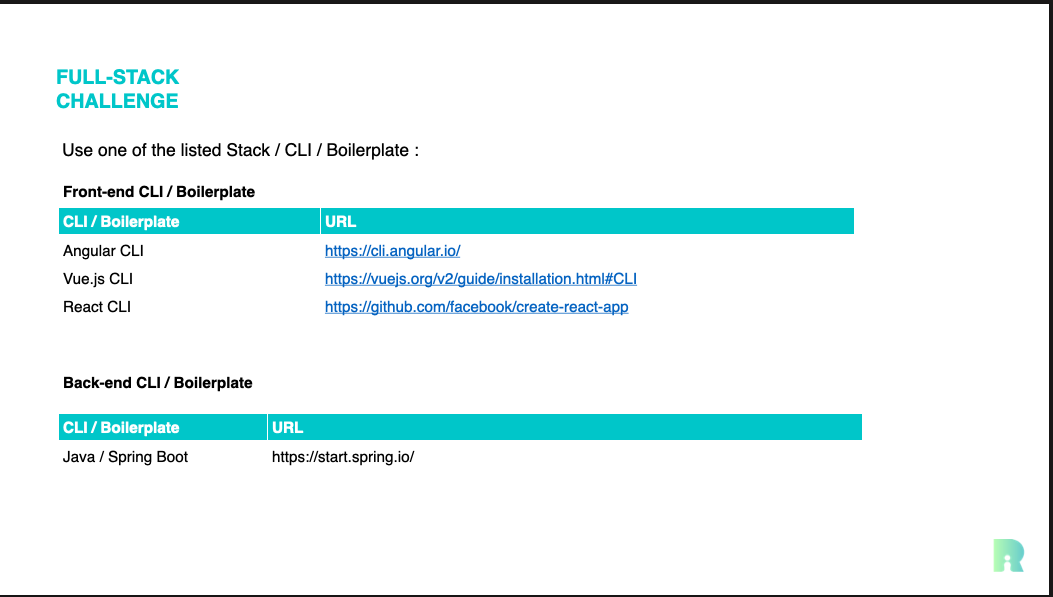 FULL-STACK
CHALLENGE
Use one of the listed Stack / CLI / Boilerplate :
Front-end CLI / Boilerplate
CLI / Boilerplate URL
Angular CLI https://cli.angular.io/
Vue.js CLI https://vuejs.org/v2/guide/installation.html#CLI
React CLI https://github.com/facebook/create-react-app
Back-end CLI / Boilerplate
CLI / Boilerplate URL
Java / Spring Boot https://start.spring.io/
R